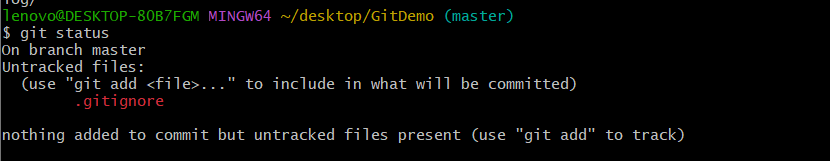 log/
lenovo@DESKTOP-8OB7FGM MINGW64 ~/desktop/GitDemo (master)
$ git status
On branch master
Untracked files:
  (use "git add <file>..." to include in what will be committed)
        .gitignore

nothing added to commit but untracked files present (use "git add" to track)